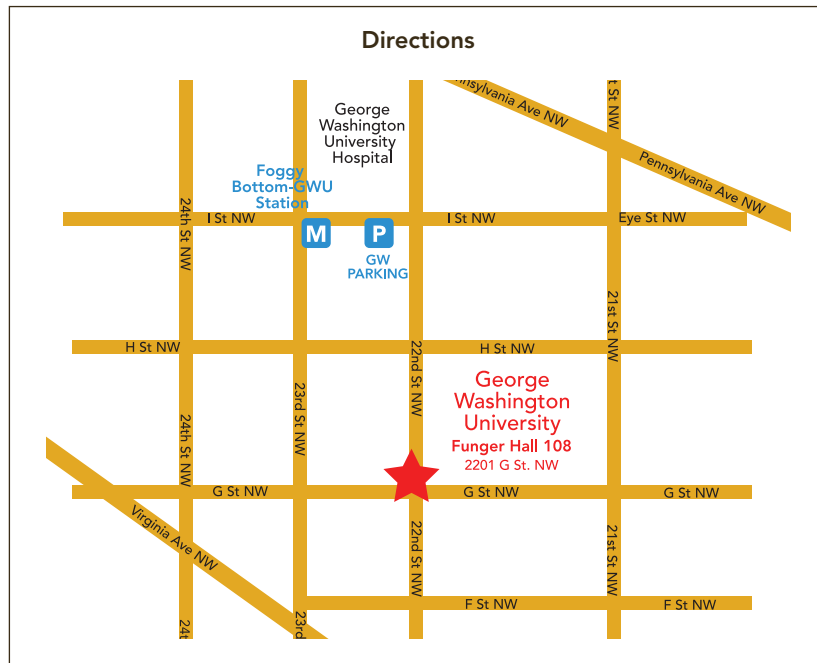 Directions
nnsylvania Ave NW
Pennsylvania Ave NW
t St NW
George
Washington
University
Hospital
Foggy
Bottom-GWU
Station
24th St NW
I St NW
I St NW
Eye St NW
M
P
GW
PARKING
21st St NW
H St NW
22nd St NW
H St NW
George
Washington
University
Funger Hall 108
2201 G St. NW
23rd St NW
24th St NW
G St NW
G St NW
G St NW
Virginia Ave NW
22nd St NW
21st St NW
F St NW
F St NW
24t
23rd